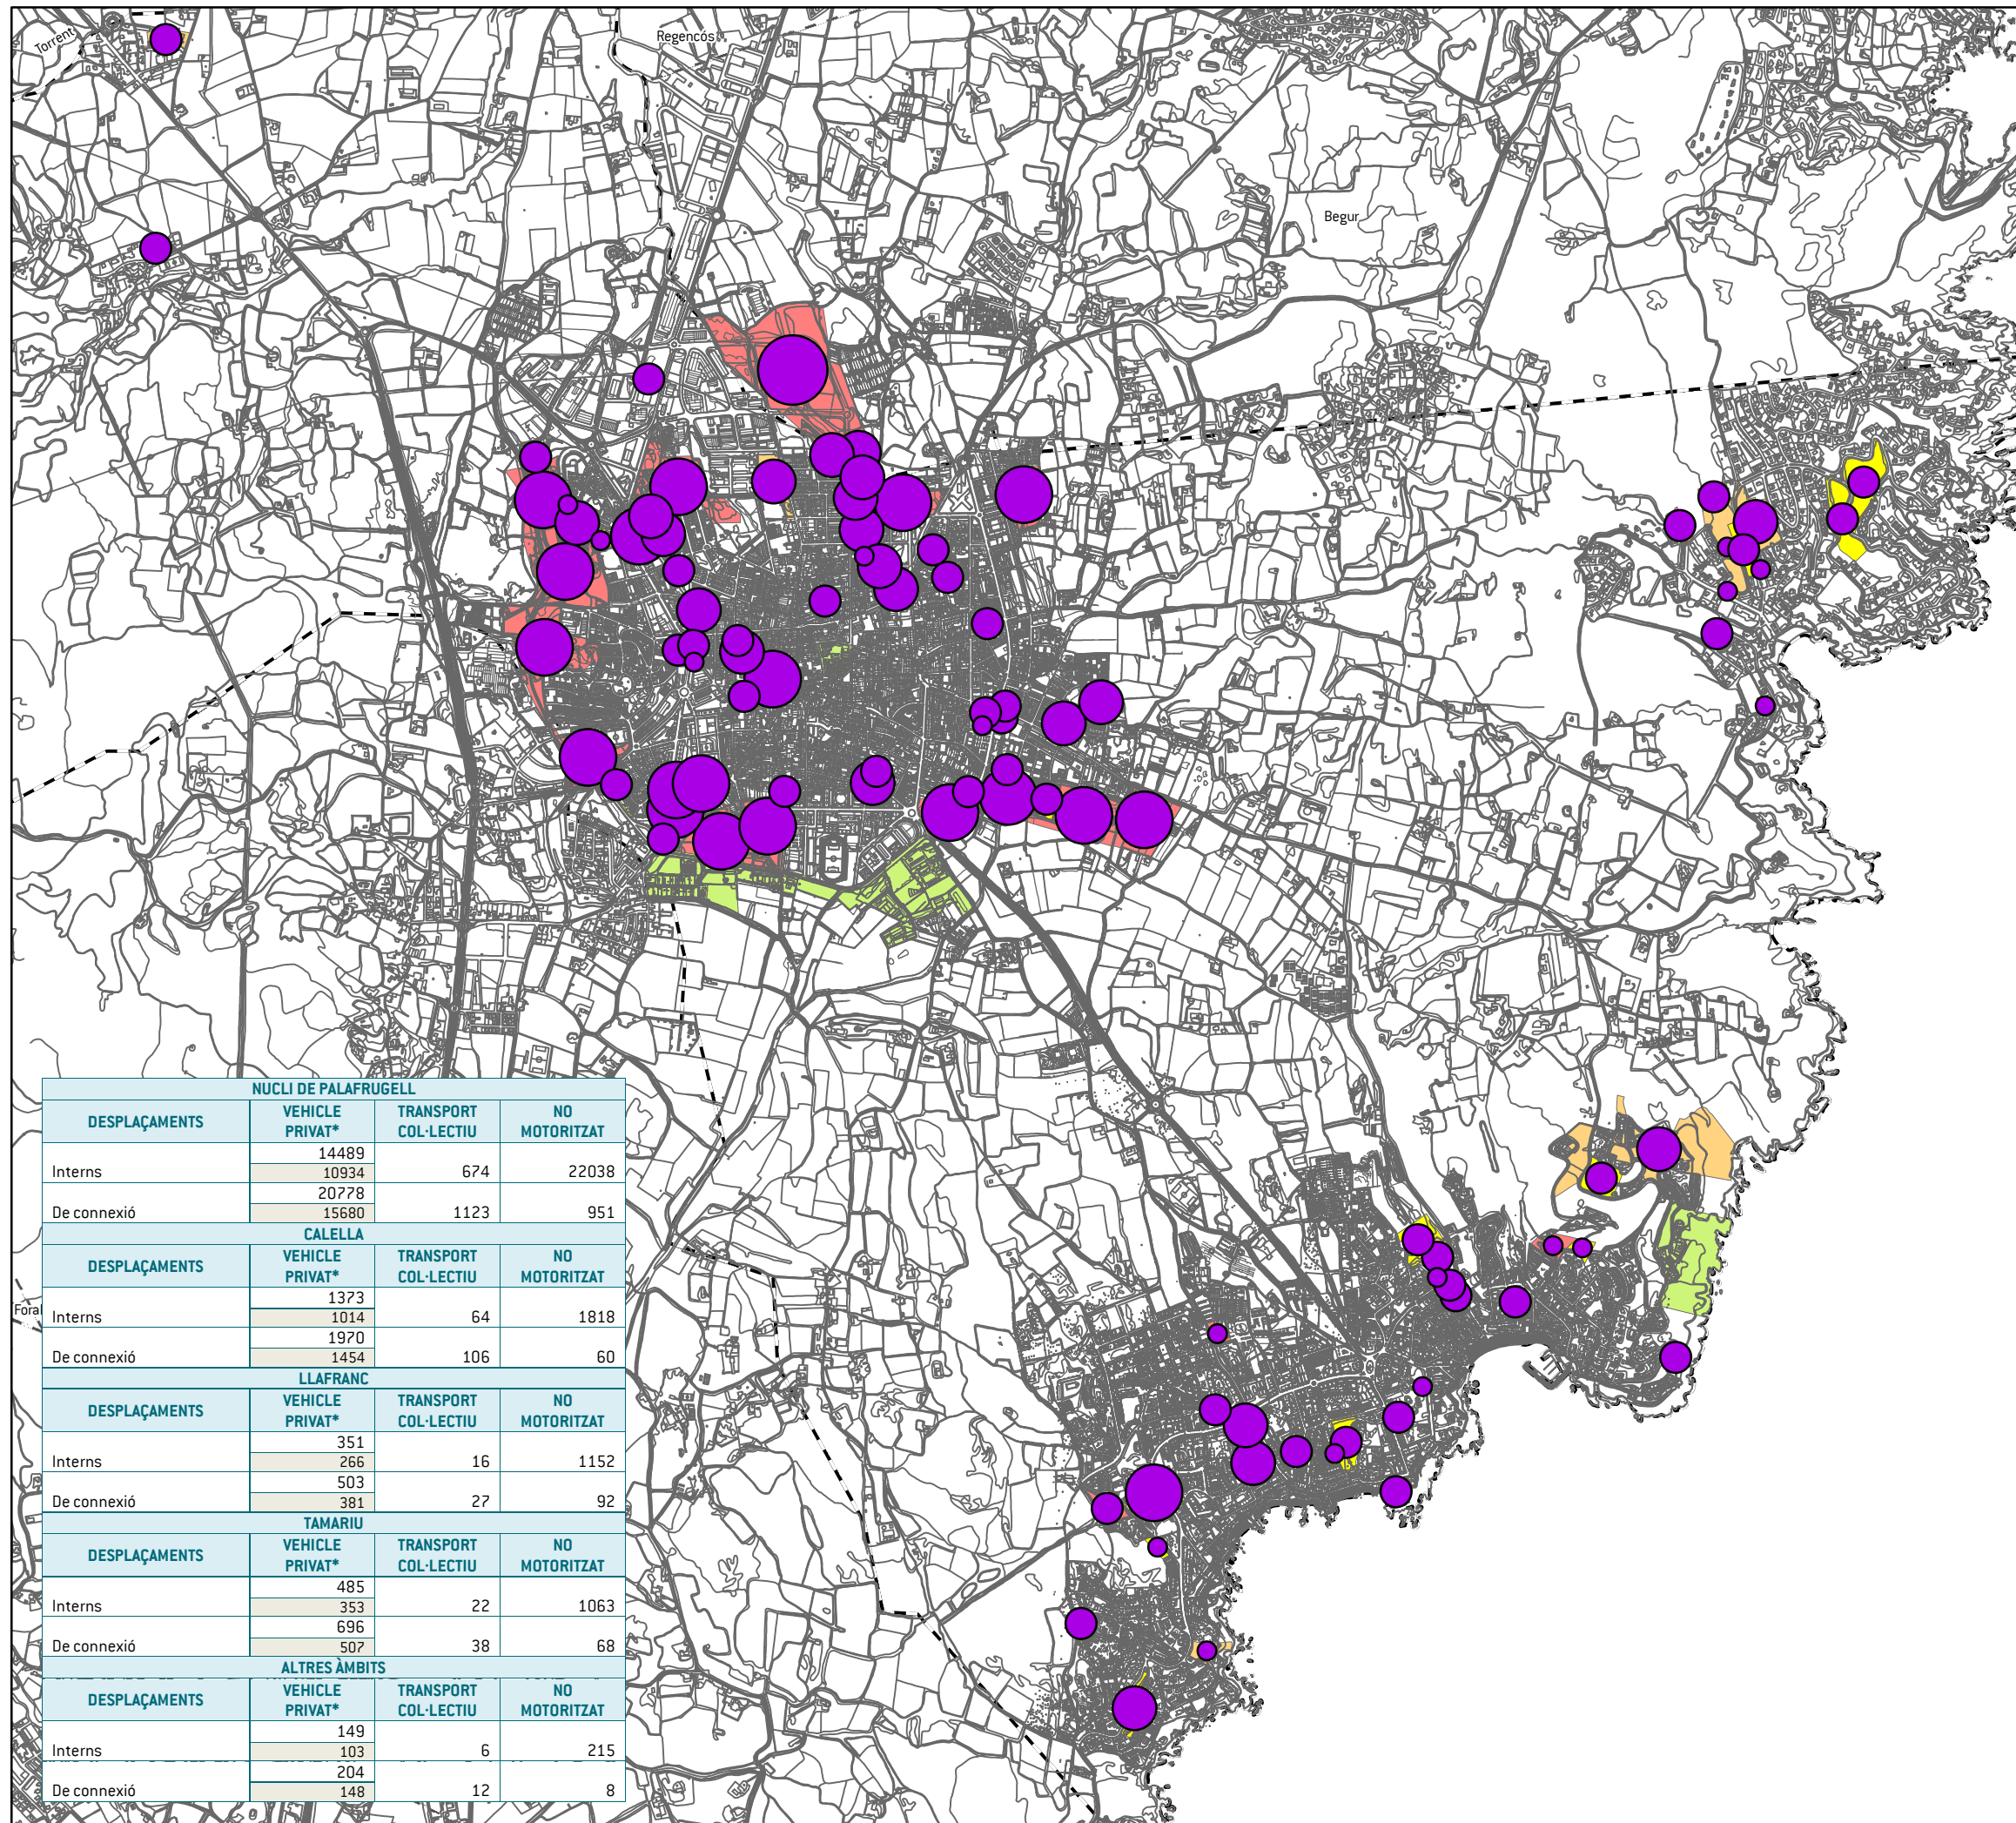 Torrent
Regencós
Begur
Foral
NUCLI DE PALAFRUGELL
DESPLAÇAMENTS VEHICLE PRIVAT* TRANSPORT COL·LECTIU NO MOTORITZAT
14489
Interns 10934 674 22038
20778
De connexió 15680 1123 951
CALELLA
DESPLAÇAMENTS VEHICLE PRIVAT* TRANSPORT COL·LECTIU NO MOTORITZAT
1373
Interns 1014 64 1818
1970
De connexió 1454 106 60
LLAFRANC
DESPLAÇAMENTS VEHICLE PRIVAT* TRANSPORT COL·LECTIU NO MOTORITZAT
351
Interns 266 16 1152
503
De connexió 381 27 92
TAMARIU
DESPLAÇAMENTS VEHICLE PRIVAT* TRANSPORT COL·LECTIU NO MOTORITZAT
485
Interns 353 22 1063
696
De connexió 507 38 68
ALTRES ÀMBITS
DESPLAÇAMENTS VEHICLE PRIVAT* TRANSPORT COL·LECTIU NO MOTORITZAT
149
Interns 103 6 215
204
De connexió 148 12 8